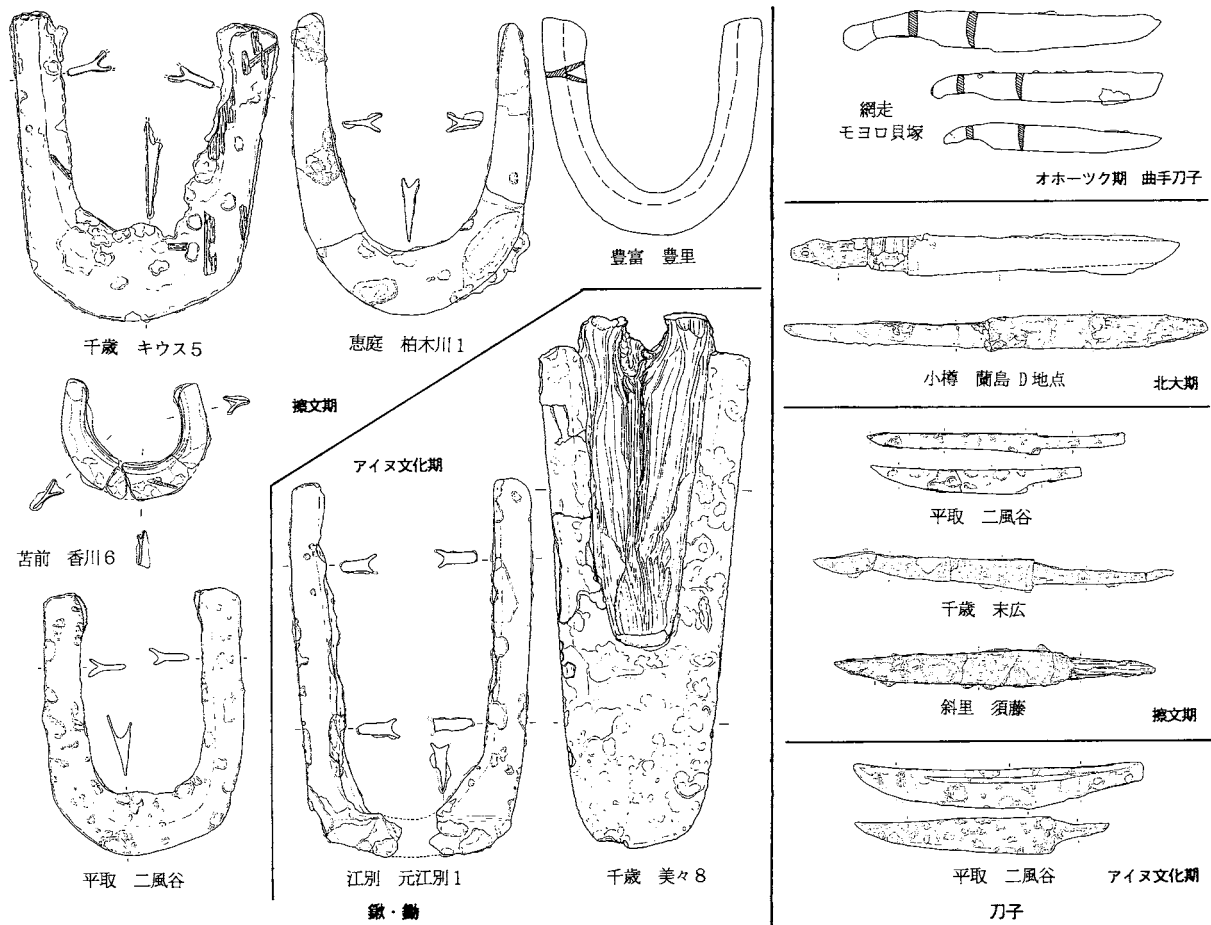 千歳 キウス5
恵庭 柏木川1
豊富 豊里
擦文期
苫前 香川6
平取 二風谷
アイヌ文化期
江別 元江別1
千歳 美々8
鍬・鋤
網走
モヨロ貝塚
オホーツク期 曲手刀子
小樽 蘭島 D地点
北大期
平取 二風谷
千歳 末広
斜里 須藤
擦文期
平取 二風谷
アイヌ文化期
刀子